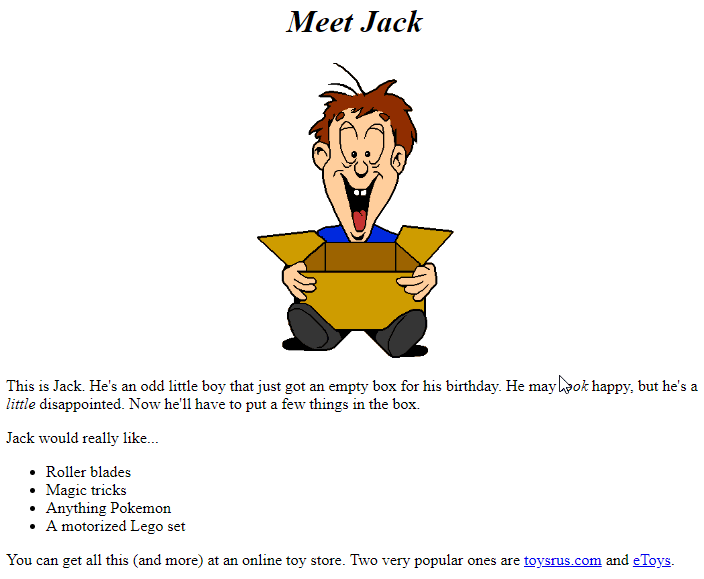 Meet Jack
This is Jack. He's an odd little boy that just got an empty box for his birthday. He may look happy, but he's a
little disappointed. Now he'll have to put a few things in the box.
Jack would really like...
• Roller blades
• Magic tricks
• Anything Pokemon
• A motorized Lego set
You can get all this (and more) at an online toy store. Two very popular ones are toysrus.com and eToys.